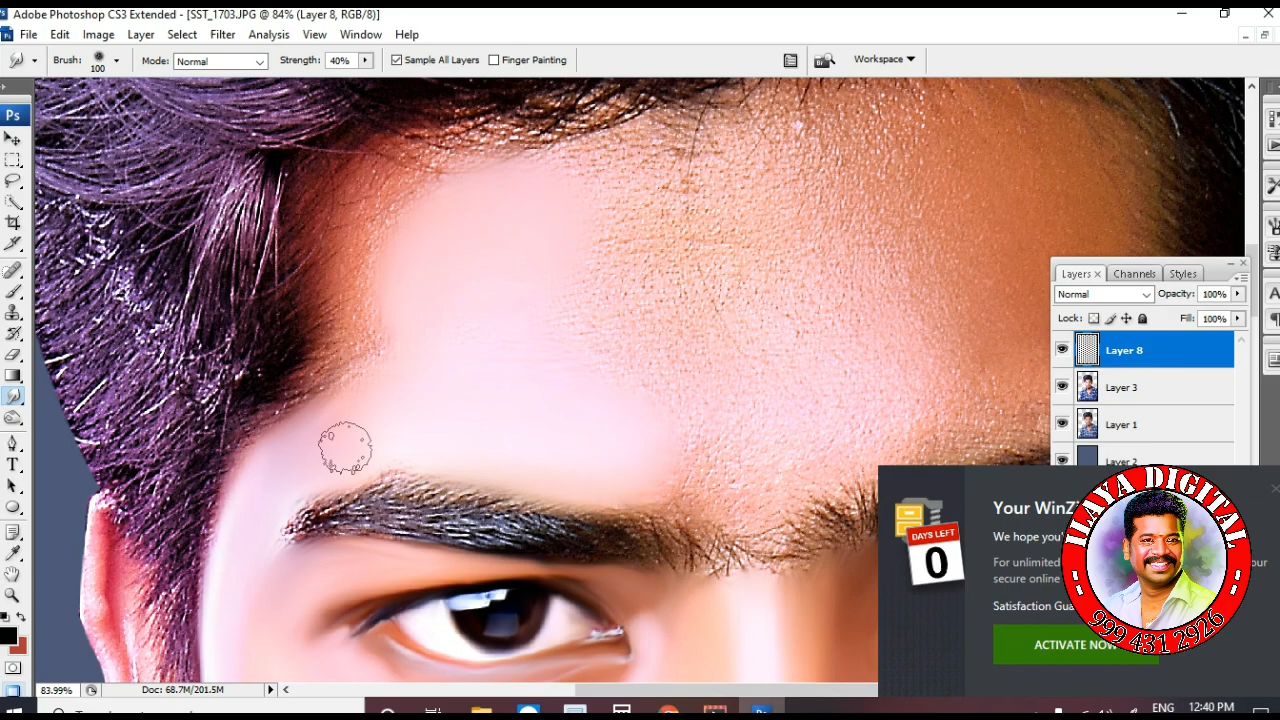 Adobe Photoshop CS3 Extended - [SST_1703.JPG @ 84% (Layer 8, RGB/8)]
File Edit Image Layer Select Filter Analysis View Window Help
Brush: 100 Mode: Normal Strength: 40% Sample All Layers Finger Painting Workspace
Ps
Layers Channels Styles
Normal Opacity: 100%
Lock: Fill: 100%
Layer 8
Layer 3
Layer 1
Layer 2
Your
We hope
DAYS LEFT
0
For unlimited
secure online
Satisfaction
ACTIVATE NOW
ILAYA DIGITAL
999 431 2926
83.99% Doc: 68.7M/201.5M
ENG 12:40 PM